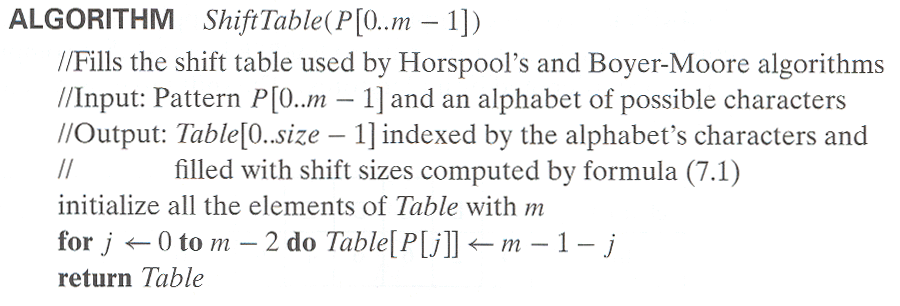 ALGORITHM ShiftTable(P[0..m − 1])
//Fills the shift table used by Horspool's and Boyer-Moore algorithms
//Input: Pattern P[0..m − 1] and an alphabet of possible characters
//Output: Table[0..size − 1] indexed by the alphabet's characters and
// filled with shift sizes computed by formula (7.1)
initialize all the elements of Table with m
for j ← 0 to m − 2 do Table[P[j]] ← m − 1 − j
return Table